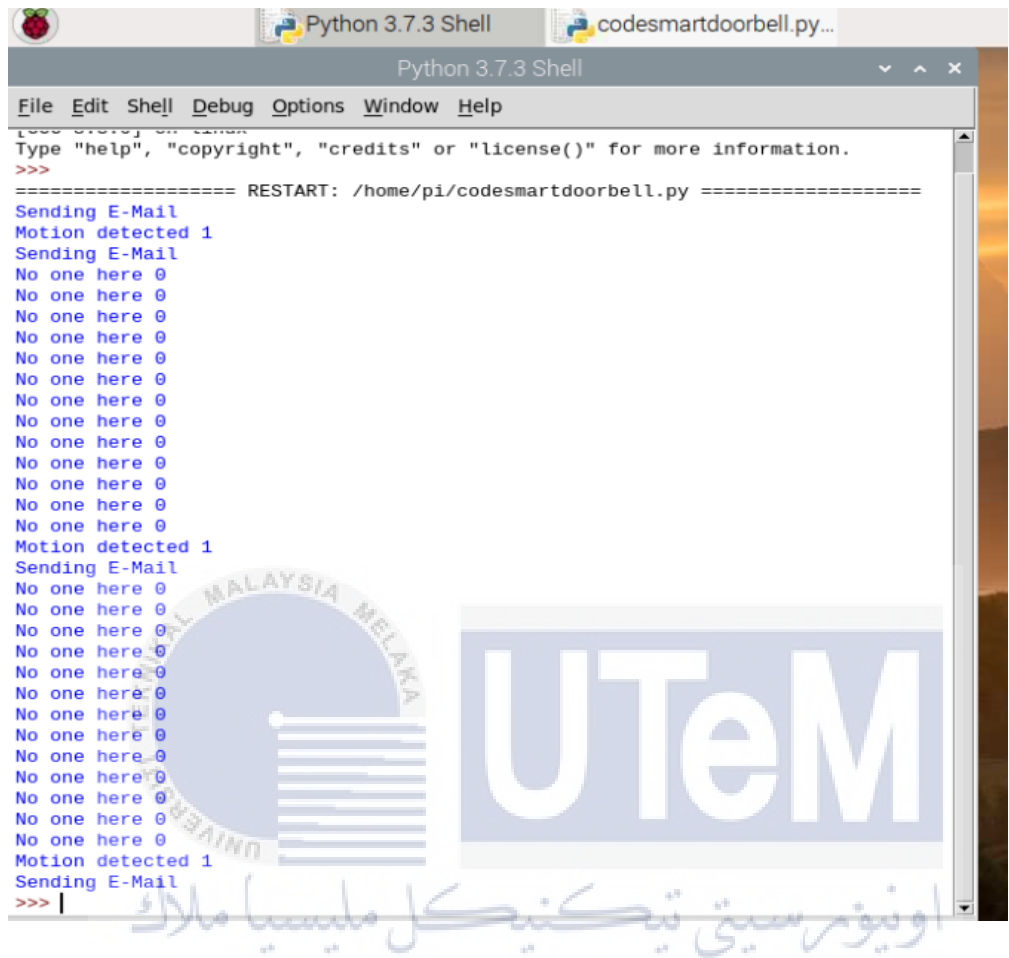 Python 3.7.3 Shell
codesmartdoorbell.py...
Python 3.7.3 Shell
File Edit Shell Debug Options Window Help
on linux
Type "help", "copyright", "credits" or "license()" for more information.
>>>
=================== RESTART: /home/pi/codesmartdoorbell.py ===================
Sending E-Mail
Motion detected 1
Sending E-Mail
No one here 0
No one here 0
No one here 0
No one here 0
No one here 0
No one here 0
No one here 0
No one here 0
No one here 0
No one here 0
No one here 0
No one here 0
No one here 0
Motion detected 1
Sending E-Mail
No one here 0
No one here 0
No one here 0
No one here 0
No one here 0
No one here 0
No one here 0
No one here 0
No one here 0
No one here 0
No one here 0
No one here 0
No one here 0
Motion detected 1
Sending E-Mail
>>>
UNIVERSITI TEKNIKAL MALAYSIA MELAKA
UTeM
اونيۏرسيتي تيكنيكل مليسيا ملاك